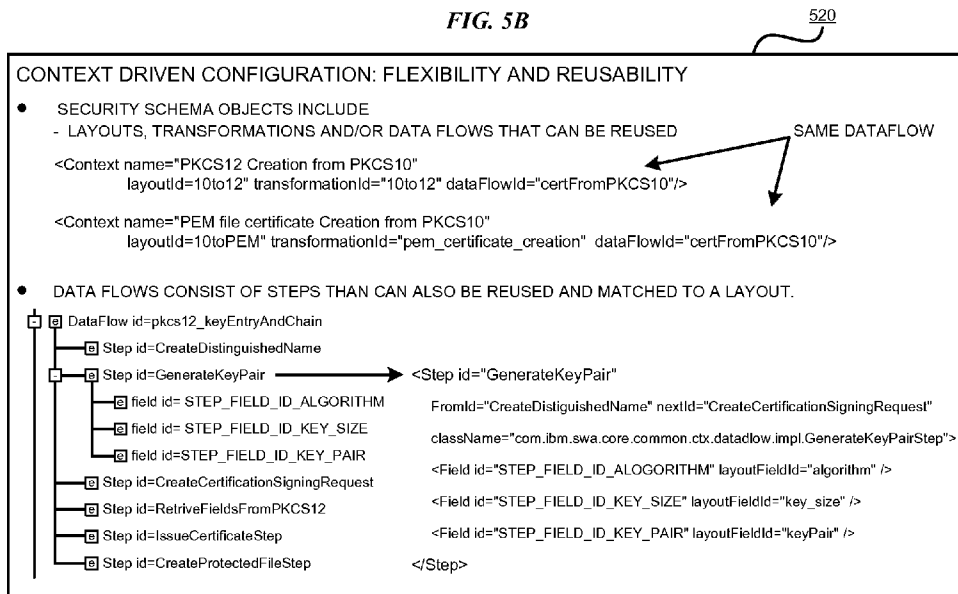 FIG. 5B
520
CONTEXT DRIVEN CONFIGURATION: FLEXIBILITY AND REUSABILITY
● SECURITY SCHEMA OBJECTS INCLUDE
- LAYOUTS, TRANSFORMATIONS AND/OR DATA FLOWS THAT CAN BE REUSED
SAME DATAFLOW
<Context name="PKCS12 Creation from PKCS10"
layoutId=10to12" transformationId="10to12" dataFlowId="certFromPKCS10"/>
<Context name="PEM file certificate Creation from PKCS10"
layoutId=10toPEM" transformationId="pem_certificate_creation" dataFlowId="certFromPKCS10"/>
● DATA FLOWS CONSIST OF STEPS THAN CAN ALSO BE REUSED AND MATCHED TO A LAYOUT.
- e DataFlow id=pkcs12_keyEntryAndChain
e Step id=CreateDistinguishedName
- e Step id=GenerateKeyPair
e field id= STEP_FIELD_ID_ALGORITHM
e field id= STEP_FIELD_ID_KEY_SIZE
e field id=STEP_FIELD_ID_KEY_PAIR
e Step id=CreateCertificationSigningRequest
e Step id=RetriveFieldsFromPKCS12
e Step id=IssueCertificateStep
e Step id=CreateProtectedFileStep
<Step id="GenerateKeyPair"
FromId="CreateDistiguishedName" nextId="CreateCertificationSigningRequest"
className="com.ibm.swa.core.common.ctx.datadlow.impl.GenerateKeyPairStep">
<Field id="STEP_FIELD_ID_ALOGORITHM" layoutFieldId="algorithm" />
<Field id="STEP_FIELD_ID_KEY_SIZE" layoutFieldId="key_size" />
<Field id="STEP_FIELD_ID_KEY_PAIR" layoutFieldId="keyPair" />
</Step>